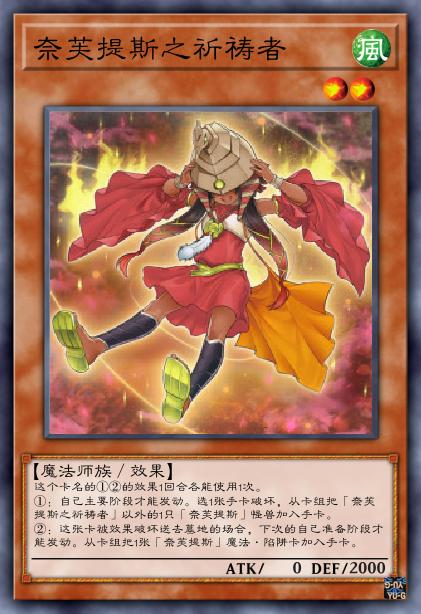 奈芙提斯之祈祷者
風
【魔法师族／效果】
这个卡名的①②的效果1回合各能使用1次。
①：自己主要阶段才能发动。选1张手卡破坏，从卡组把「奈芙
提斯之祈祷者」以外的1只「奈芙提斯」怪兽加入手卡。
②：这张卡被效果破坏送去墓地的场合，下次的自己准备阶段才
能发动。从卡组把1张「奈芙提斯」魔法·陷阱卡加入手卡。
ATK/ 0 DEF/2000